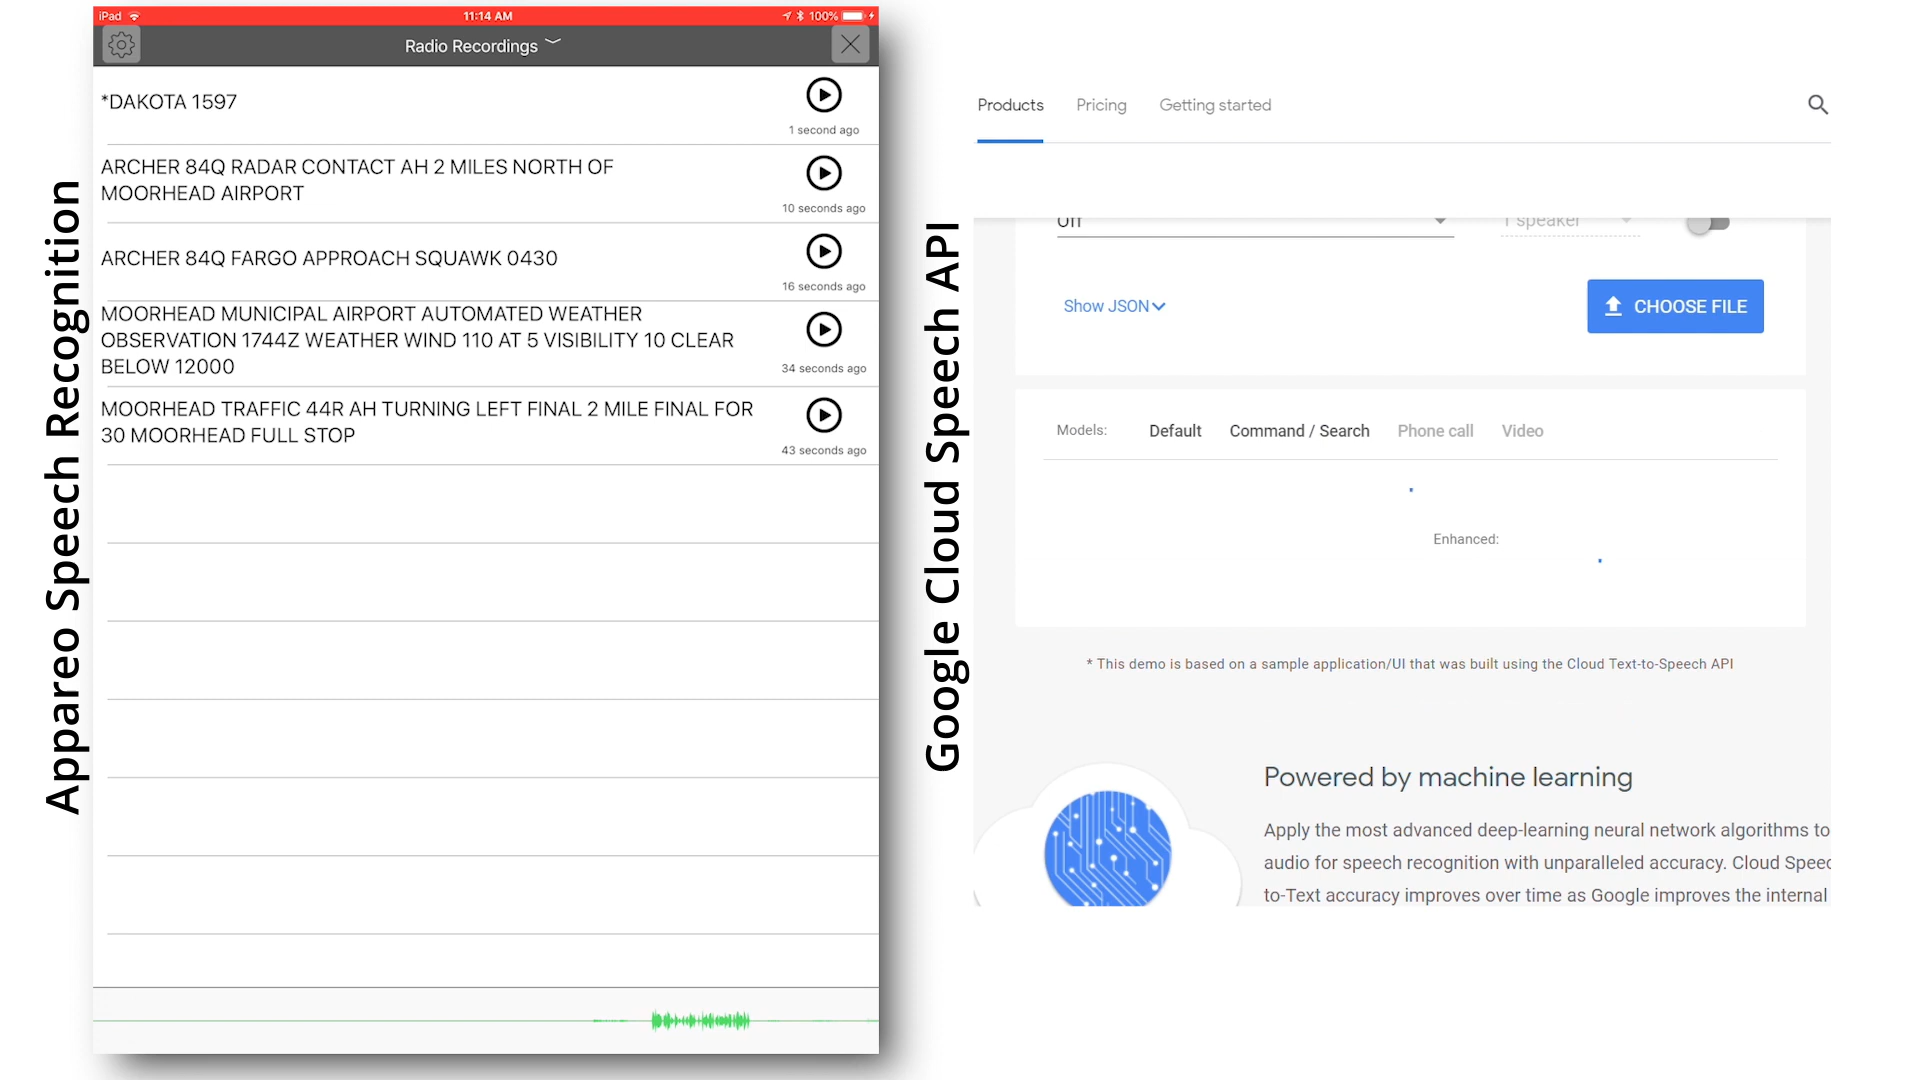 Appareo Speech Recognition
iPad
11:14 AM
100%
Radio Recordings
*DAKOTA 1597
1 second ago
ARCHER 84Q RADAR CONTACT AH 2 MILES NORTH OF
MOORHEAD AIRPORT
10 seconds ago
ARCHER 84Q FARGO APPROACH SQUAWK 0430
16 seconds ago
MOORHEAD MUNICIPAL AIRPORT AUTOMATED WEATHER
OBSERVATION 1744Z WEATHER WIND 110 AT 5 VISIBILITY 10 CLEAR
BELOW 12000
34 seconds ago
MOORHEAD TRAFFIC 44R AH TURNING LEFT FINAL 2 MILE FINAL FOR
30 MOORHEAD FULL STOP
43 seconds ago
Google Cloud Speech API
Products Pricing Getting started
Off 1 speaker
Show JSON CHOOSE FILE
Models: Default Command / Search Phone call Video
Enhanced:
* This demo is based on a sample application/UI that was built using the Cloud Text-to-Speech API
Powered by machine learning
Apply the most advanced deep-learning neural network algorithms to
audio for speech recognition with unparalleled accuracy. Cloud Speec
to-Text accuracy improves over time as Google improves the internal